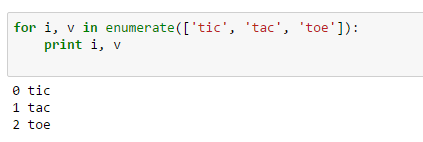 for i, v in enumerate(['tic', 'tac', 'toe']):
    print i, v
0 tic
1 tac
2 toe